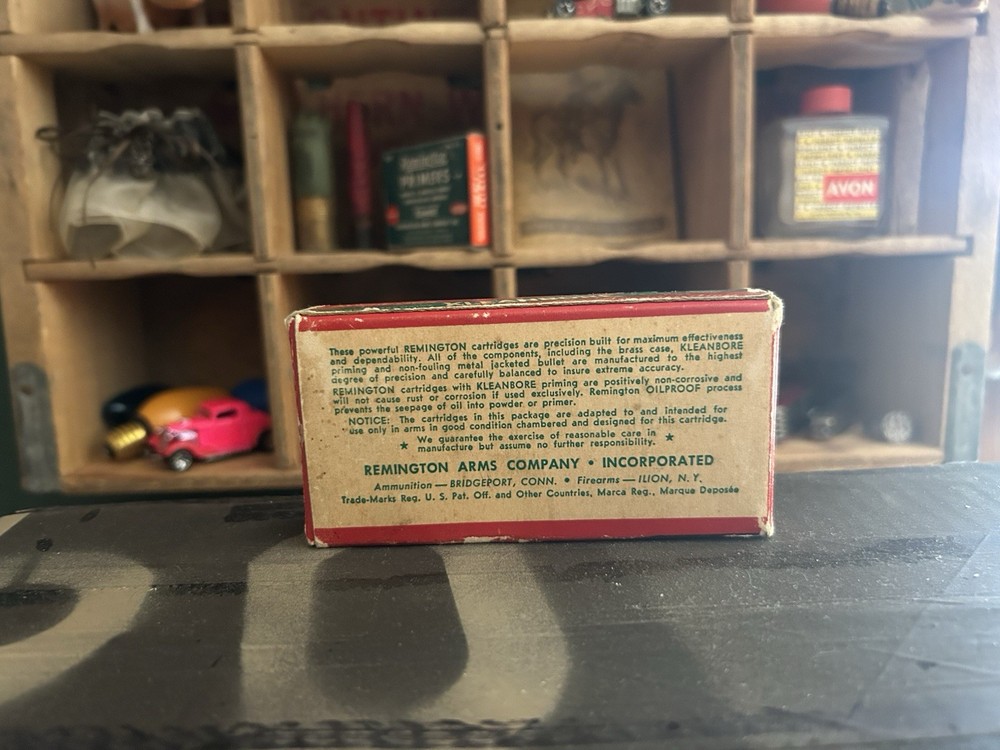 Remington
PRIMERS
AVON
These powerful REMINGTON cartridges are precision built for maximum effectiveness
and dependability. All of the components, including the brass case, KLEANBORE
priming and non-fouling metal jacketed bullet are manufactured to the highest
degree of precision and carefully balanced to insure extreme accuracy.
REMINGTON cartridges with KLEANBORE priming are positively non-corrosive and
will not cause rust or corrosion if used exclusively. Remington OILPROOF process
prevents the seepage of oil into powder or primer.
NOTICE: The cartridges in this package are adapted to and intended for
use only in arms in good condition chambered and designed for this cartridge.
★ We guarantee the exercise of reasonable care in ★
manufacture but assume no further responsibility.
REMINGTON ARMS COMPANY • INCORPORATED
Ammunition — BRIDGEPORT, CONN. • Firearms — ILION, N. Y.
Trade-Marks Reg. U. S. Pat. Off. and Other Countries, Marca Reg., Marque Deposée